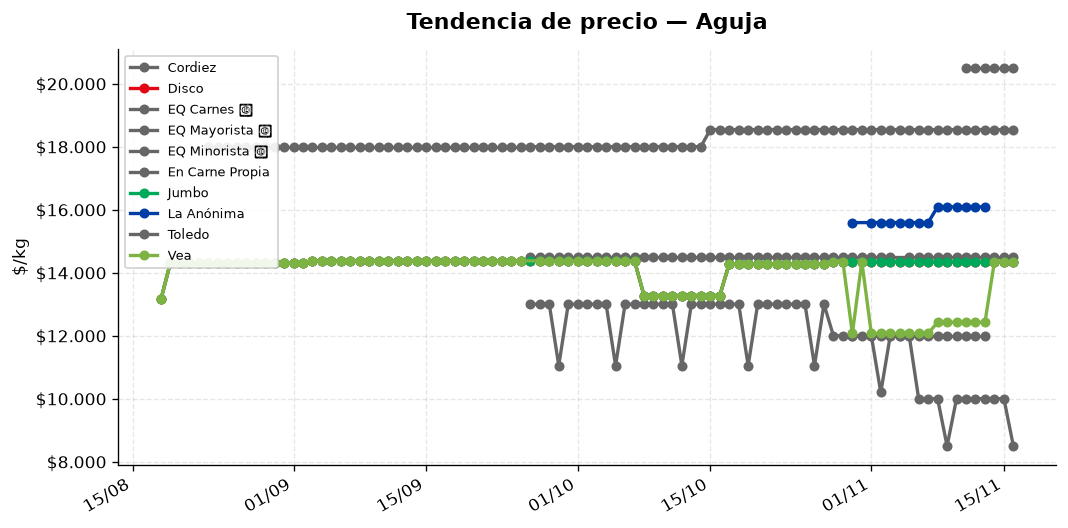 Tendencia de precio — Aguja
$/kg
$20.000
$18.000
$16.000
$14.000
$12.000
$10.000
$8.000
Cordiez
Disco
EQ Carnes
EQ Mayorista
EQ Minorista
En Carne Propia
Jumbo
La Anónima
Toledo
Vea
15/08
01/09
15/09
01/10
15/10
01/11
15/11